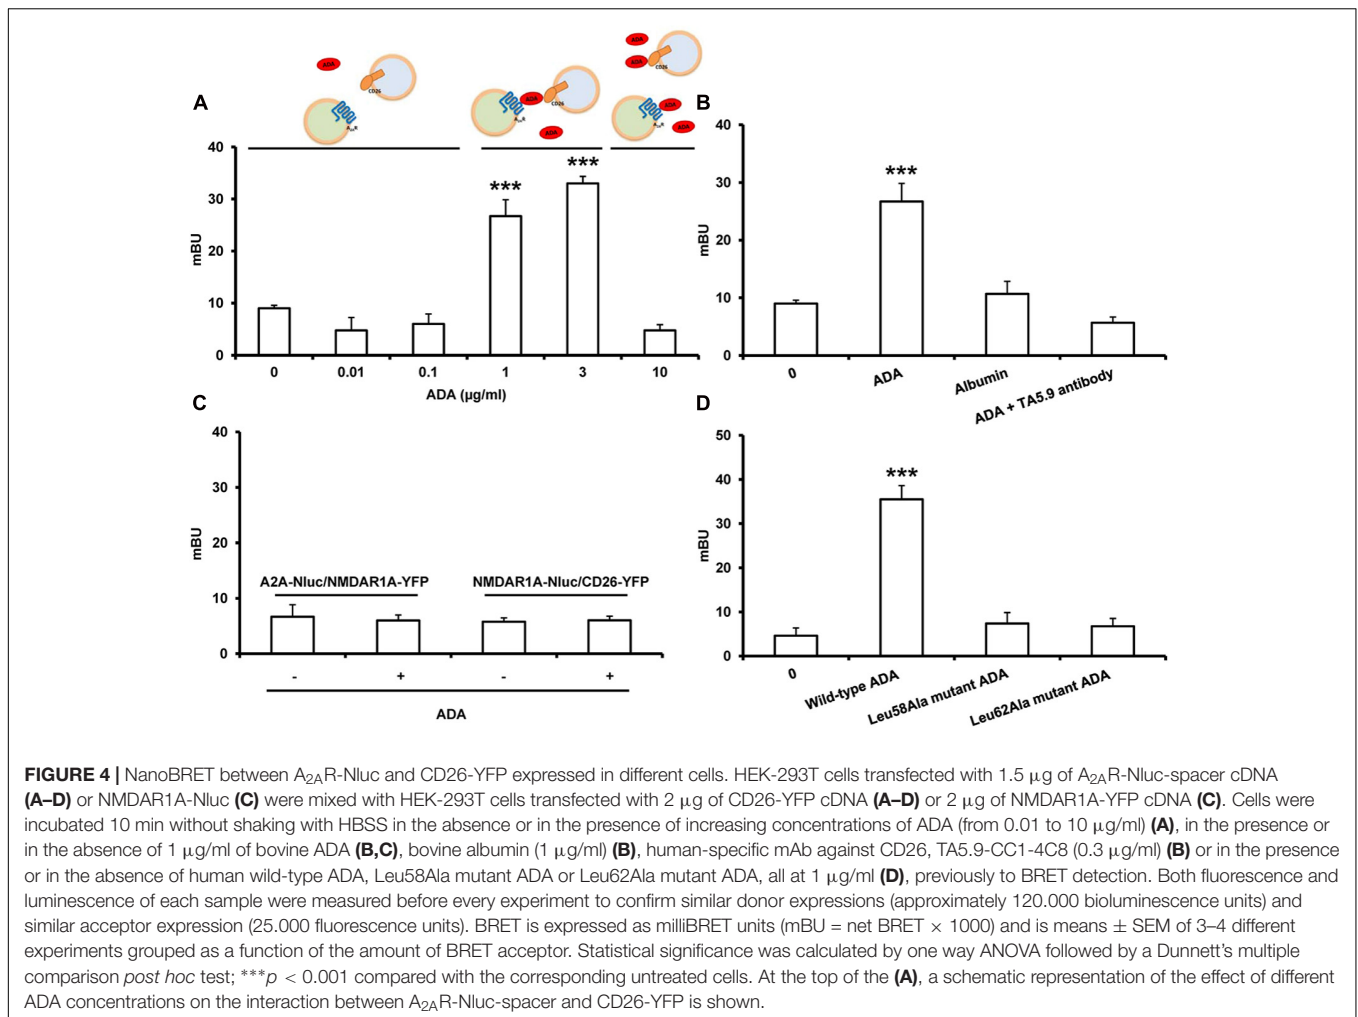 ADA
CD26
A2AR
ADA
CD26
A2AR
ADA
ADA
ADA
CD26
ADA
A2AR
ADA
A
40
30
20
10
0
mBU
***
***
0 0.01 0.1 1 3 10
ADA (µg/ml)
B
40
30
20
10
0
mBU
***
0 ADA Albumin ADA + TA5.9 antibody
C
40
30
20
10
0
mBU
A2A-Nluc/NMDAR1A-YFP NMDAR1A-Nluc/CD26-YFP
- + - +
ADA
D
50
40
30
20
10
0
mBU
***
0 Wild-type ADA Leu58Ala mutant ADA Leu62Ala mutant ADA
FIGURE 4 | NanoBRET between A2AR-Nluc and CD26-YFP expressed in different cells. HEK-293T cells transfected with 1.5 µg of A2AR-Nluc-spacer cDNA
(A–D) or NMDAR1A-Nluc (C) were mixed with HEK-293T cells transfected with 2 µg of CD26-YFP cDNA (A–D) or 2 µg of NMDAR1A-YFP cDNA (C). Cells were
incubated 10 min without shaking with HBSS in the absence or in the presence of increasing concentrations of ADA (from 0.01 to 10 µg/ml) (A), in the presence or
in the absence of 1 µg/ml of bovine ADA (B,C), bovine albumin (1 µg/ml) (B), human-specific mAb against CD26, TA5.9-CC1-4C8 (0.3 µg/ml) (B) or in the presence
or in the absence of human wild-type ADA, Leu58Ala mutant ADA or Leu62Ala mutant ADA, all at 1 µg/ml (D), previously to BRET detection. Both fluorescence and
luminescence of each sample were measured before every experiment to confirm similar donor expressions (approximately 120.000 bioluminescence units) and
similar acceptor expression (25.000 fluorescence units). BRET is expressed as milliBRET units (mBU = net BRET × 1000) and is means ± SEM of 3–4 different
experiments grouped as a function of the amount of BRET acceptor. Statistical significance was calculated by one way ANOVA followed by a Dunnett's multiple
comparison post hoc test; ***p < 0.001 compared with the corresponding untreated cells. At the top of the (A), a schematic representation of the effect of different
ADA concentrations on the interaction between A2AR-Nluc-spacer and CD26-YFP is shown.